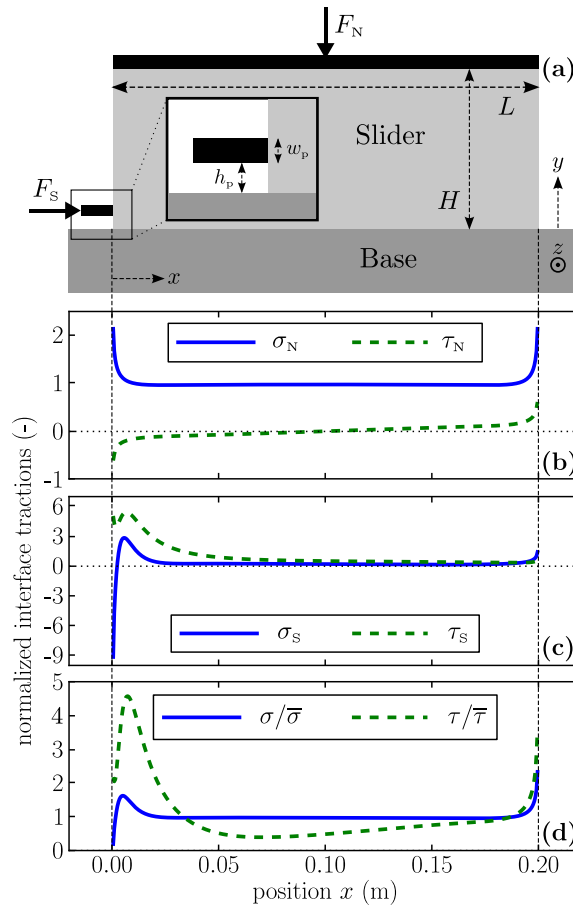 F_N
(a)
L
Slider
w_p
h_p
F_S
H
y
Base
z
x
2
σ_N
τ_N
1
0
-1
(b)
6
3
0
-3
-6
-9
σ_S
τ_S
(c)
5
σ/σ̅
τ/τ̅
4
3
2
1
0
(d)
normalized interface tractions (-)
0.00
0.05
0.10
0.15
0.20
position x (m)